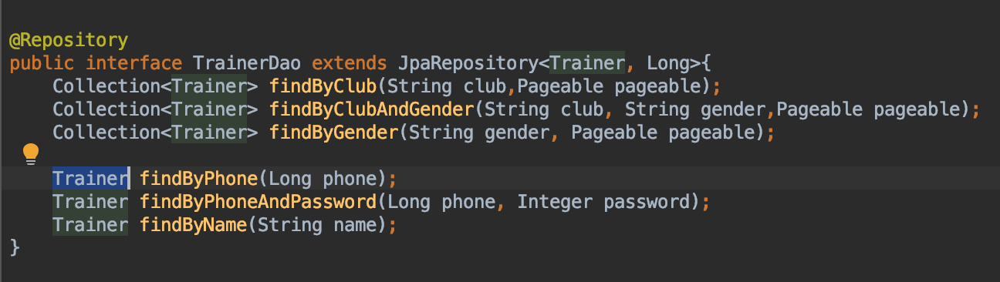 @Repository
public interface TrainerDao extends JpaRepository<Trainer, Long>{
    Collection<Trainer> findByClub(String club,Pageable pageable);
    Collection<Trainer> findByClubAndGender(String club, String gender,Pageable pageable);
    Collection<Trainer> findByGender(String gender, Pageable pageable);
    Trainer findByPhone(Long phone);
    Trainer findByPhoneAndPassword(Long phone, Integer password);
    Trainer findByName(String name);
}